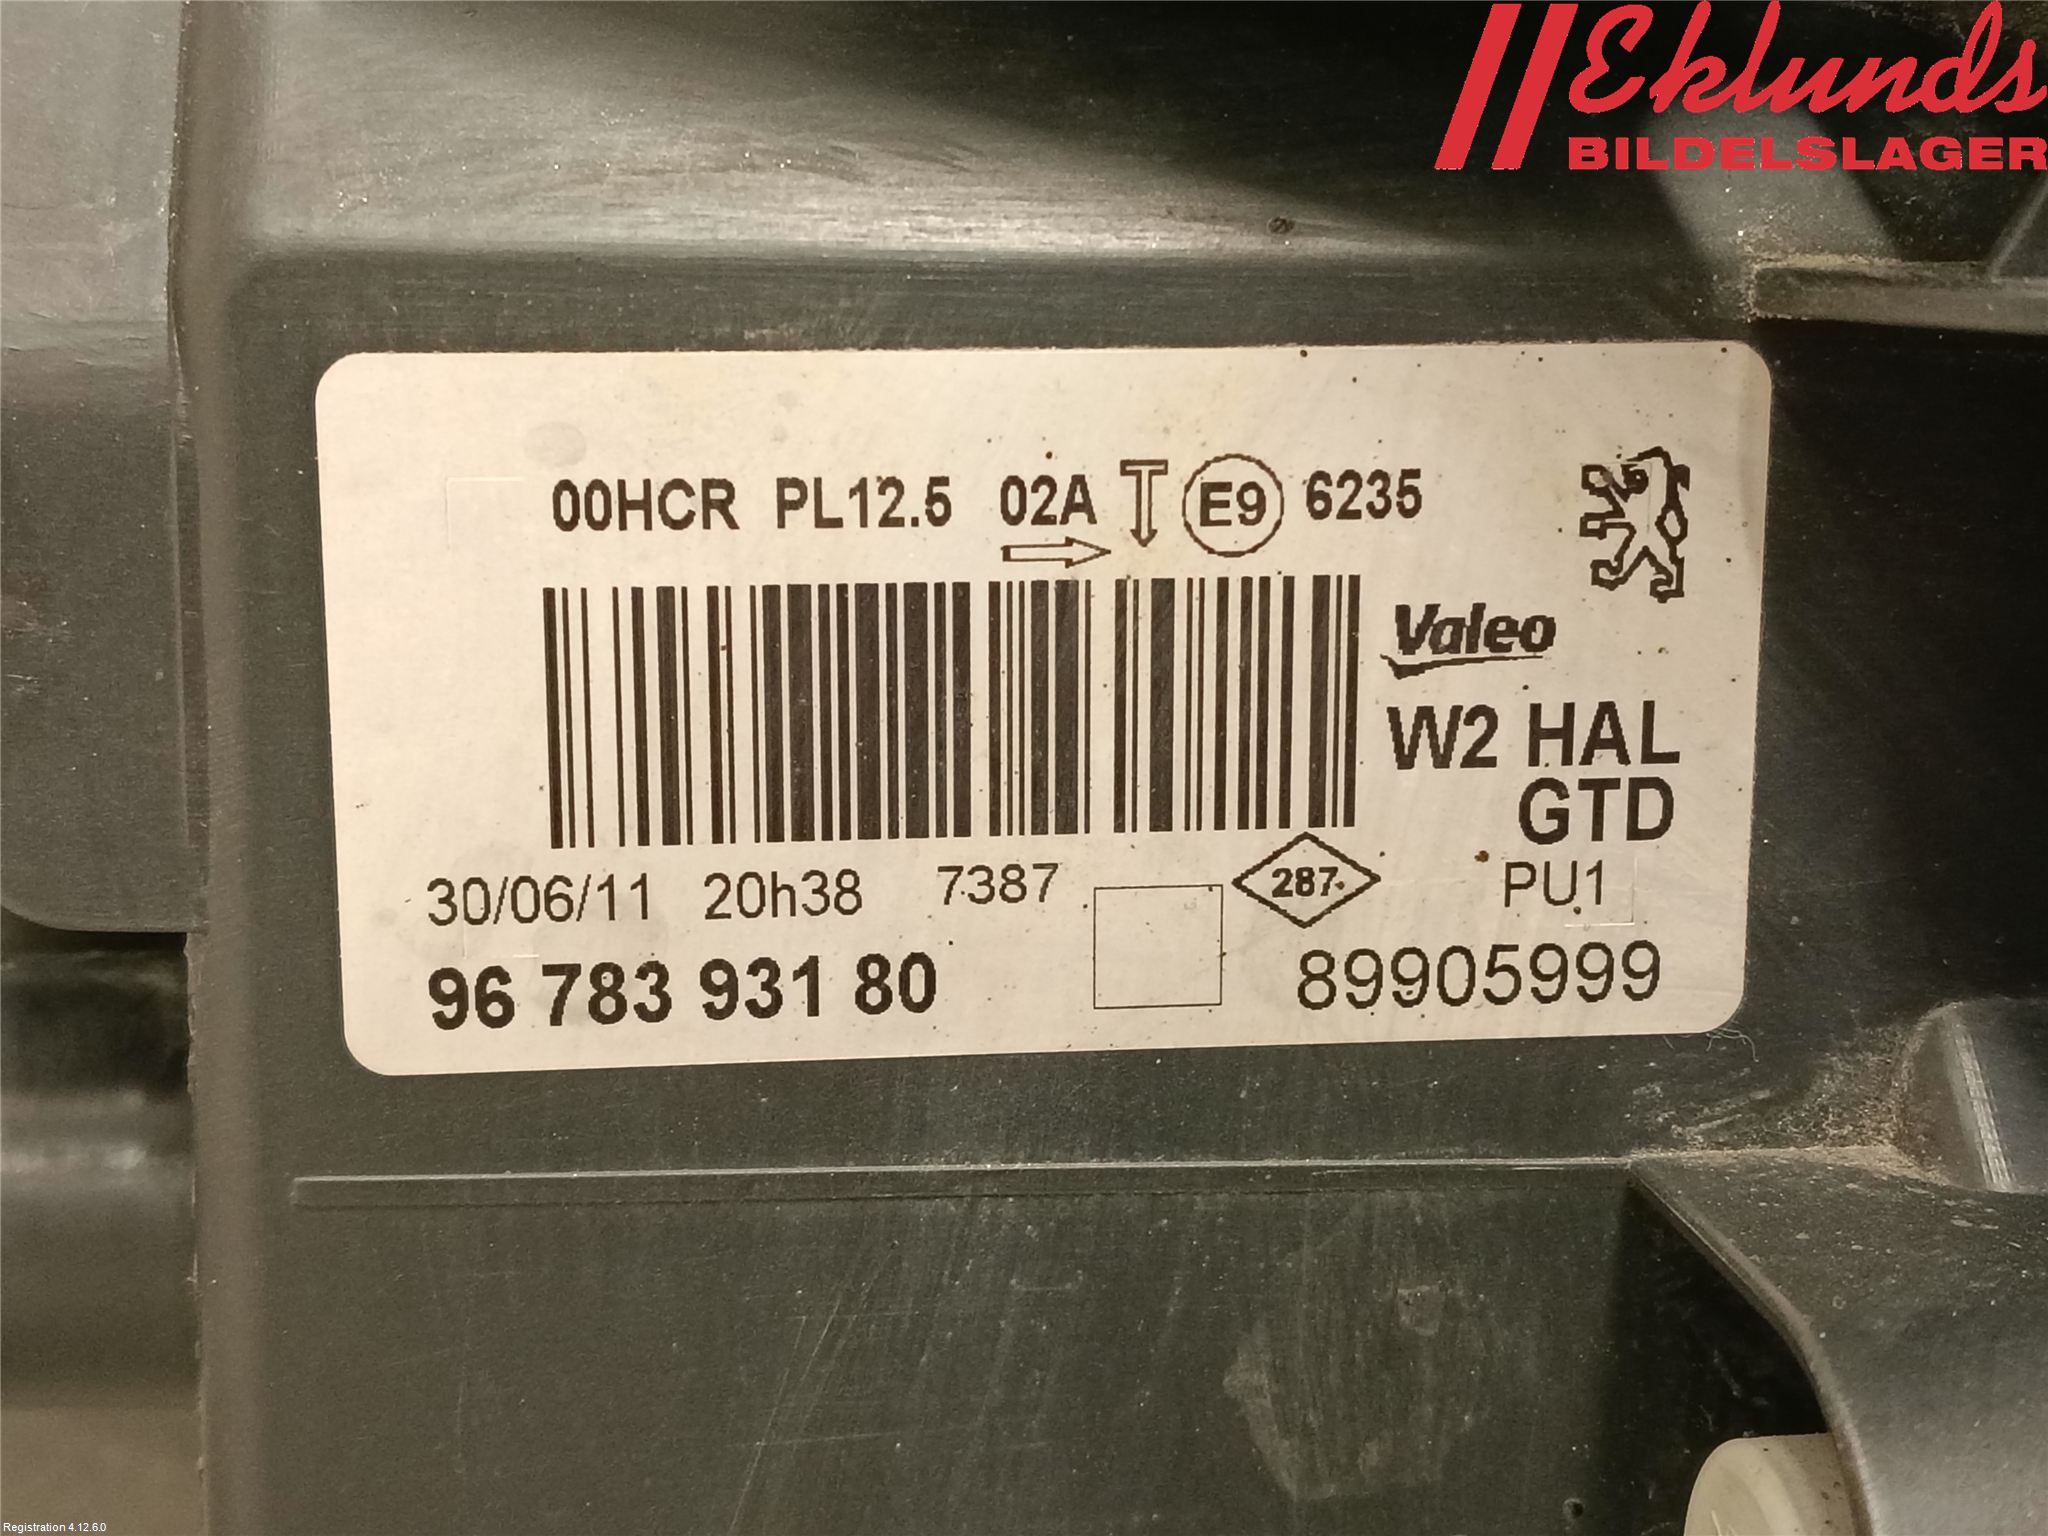 Eklunds
BILDELSLAGER
00HCR PL12.5 02A E9 6235
Valeo
W2 HAL
GTD
30/06/11 20h38 7387 287 PU1
96 783 931 80 89905999
Registration 4.12.6.0